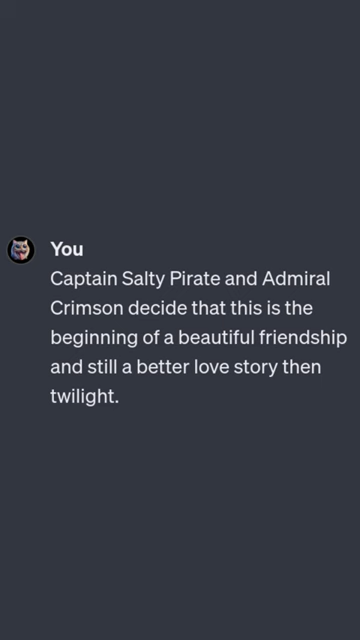 You
Captain Salty Pirate and Admiral
Crimson decide that this is the
beginning of a beautiful friendship
and still a better love story then
twilight.